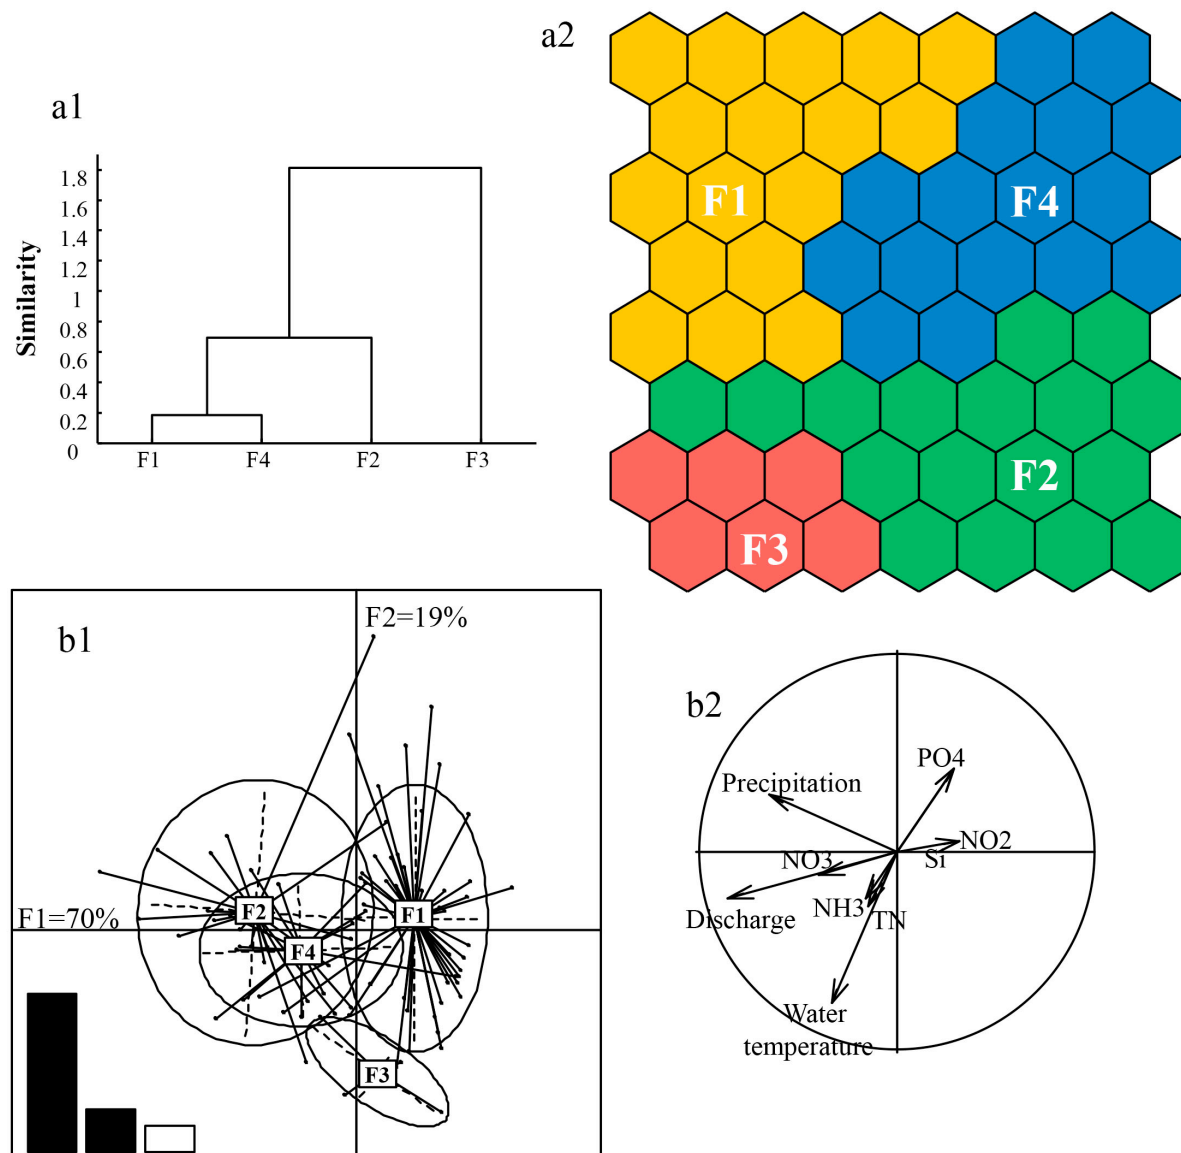 a1
Similarity
1.8
1.6
1.4
1.2
1
0.8
0.6
0.4
0.2
0
F1 F4 F2 F3
a2
F1 F4
F2
F3
b1
F2=19%
F1=70%
F2
F1
F4
F3
b2
PO4
Precipitation
NO2
Si
NO3
NH3
Discharge
TN
Water
temperature